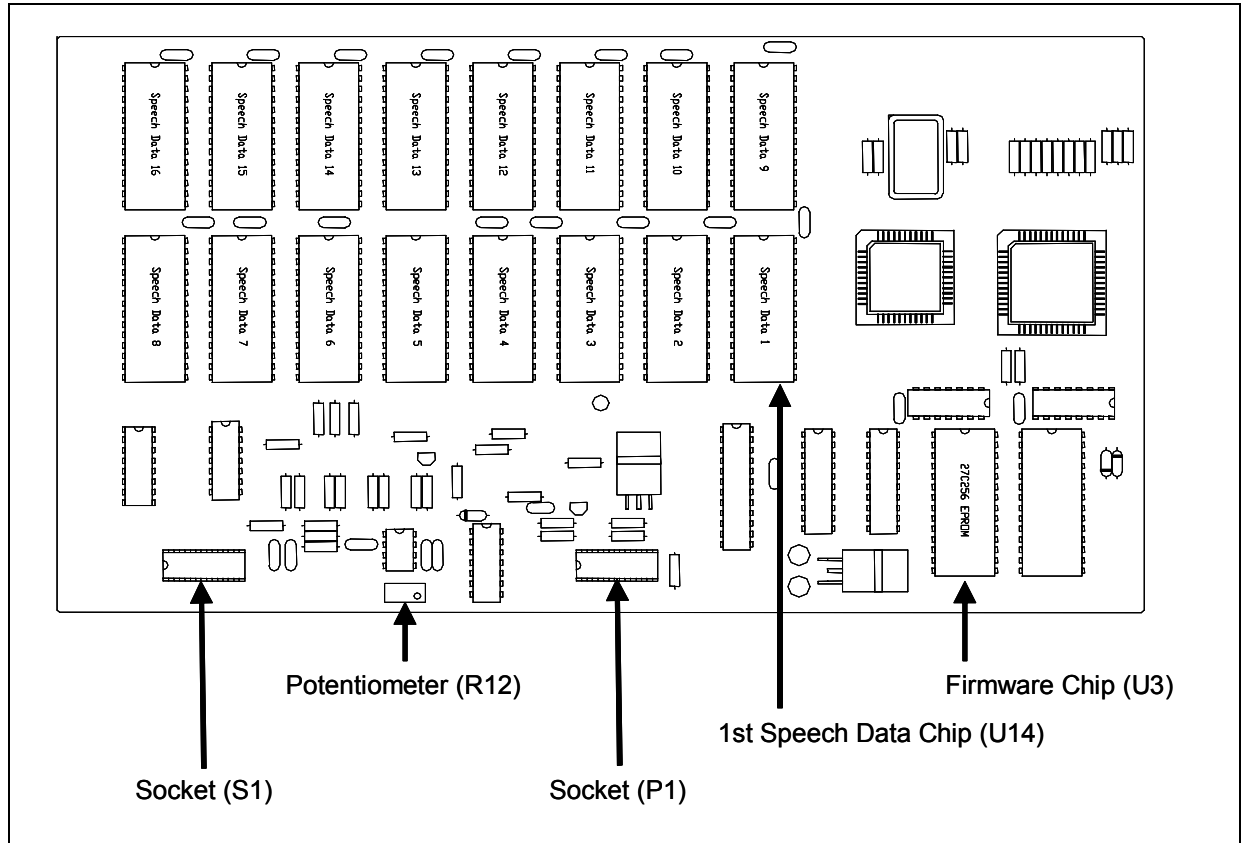 Speech Data 16
Speech Data 15
Speech Data 14
Speech Data 13
Speech Data 12
Speech Data 11
Speech Data 10
Speech Data 9
Speech Data 8
Speech Data 7
Speech Data 6
Speech Data 5
Speech Data 4
Speech Data 3
Speech Data 2
Speech Data 1
27C256 EPROM
Potentiometer (R12)
Firmware Chip (U3)
1st Speech Data Chip (U14)
Socket (S1)
Socket (P1)